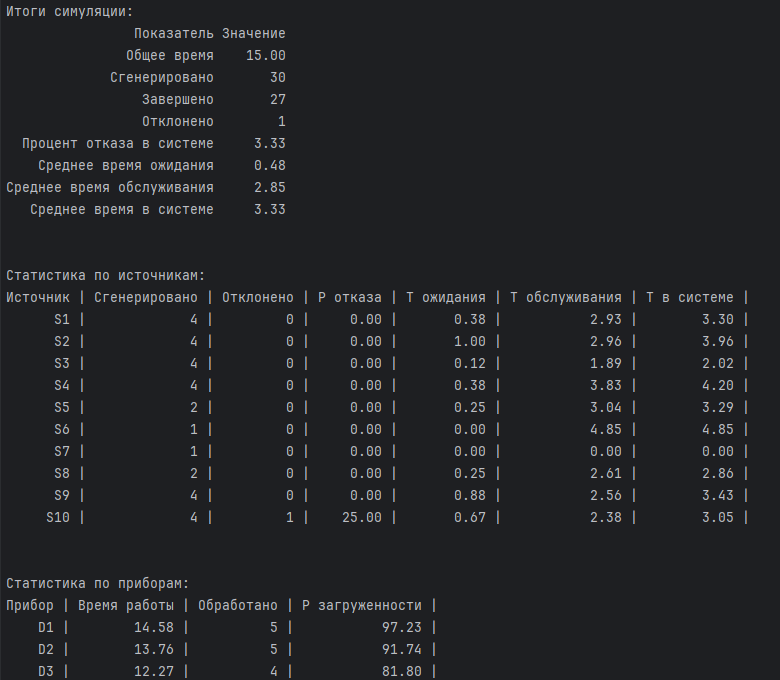 Итоги симуляции:
Показатель Значение
Общее время 15.00
Сгенерировано 30
Завершено 27
Отклонено 1
Процент отказа в системе 3.33
Среднее время ожидания 0.48
Среднее время обслуживания 2.85
Среднее время в системе 3.33
Статистика по источникам:
Источник | Сгенерировано | Отклонено | P отказа | T ожидания | T обслуживания | T в системе |
S1 | 4 | 0 | 0.00 | 0.38 | 2.93 | 3.30 |
S2 | 4 | 0 | 0.00 | 1.00 | 2.96 | 3.96 |
S3 | 4 | 0 | 0.00 | 0.12 | 1.89 | 2.02 |
S4 | 4 | 0 | 0.00 | 0.38 | 3.83 | 4.20 |
S5 | 2 | 0 | 0.00 | 0.25 | 3.04 | 3.29 |
S6 | 1 | 0 | 0.00 | 0.00 | 4.85 | 4.85 |
S7 | 1 | 0 | 0.00 | 0.00 | 0.00 | 0.00 |
S8 | 2 | 0 | 0.00 | 0.25 | 2.61 | 2.86 |
S9 | 4 | 0 | 0.00 | 0.88 | 2.56 | 3.43 |
S10 | 4 | 1 | 25.00 | 0.67 | 2.38 | 3.05 |
Статистика по приборам:
Прибор | Время работы | Обработано | P загруженности |
D1 | 14.58 | 5 | 97.23 |
D2 | 13.76 | 5 | 91.74 |
D3 | 12.27 | 4 | 81.80 |